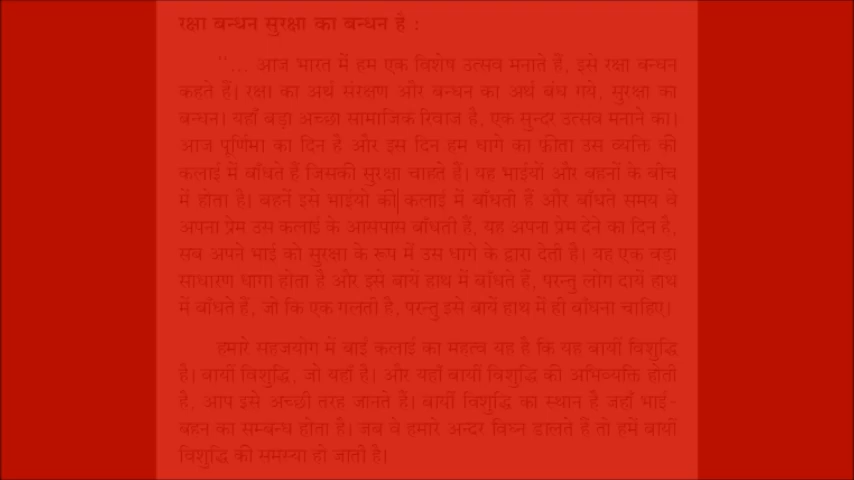 रक्षा बन्धन सुरक्षा का बन्धन है :
''... आज भारत में हम एक विशेष उत्सव मनाते हैं, इसे रक्षा बन्धन
कहते हैं। रक्षा का अर्थ संरक्षण और बन्धन का अर्थ बंध गये, सुरक्षा का
बन्धन। यहाँ बड़ा अच्छा सामाजिक रिवाज है, एक सुन्दर उत्सव मनाने का।
आज पूर्णिमा का दिन है और इस दिन हम धागे का फ़ीता उस व्यक्ति की
कलाई में बाँधते हैं जिसकी सुरक्षा चाहते हैं। यह भाईयों और बहनों के बीच
में होता है। बहनें इसे भाईयों की कलाई में बाँधती हैं और बाँधते समय वे
अपना प्रेम उस कलाई के आसपास बाँधती हैं, यह अपना प्रेम देने का दिन है,
सब अपने भाई को सुरक्षा के रूप में उस धागे के द्वारा देती है। यह एक बड़ा
साधारण धागा होता है और इसे बायें हाथ में बाँधते हैं, परन्तु लोग दायें हाथ
में बाँधते हैं, जो कि एक गलती है, परन्तु इसे बायें हाथ में ही बाँधना चाहिए।
हमारे सहजयोग में बाई कलाई का महत्व यह है कि यह बायीं विशुद्धि
है। बायीं विशुद्धि, जो यहाँ है। और यहाँ बायीं विशुद्धि की अभिव्यक्ति होती
है, आप इसे अच्छी तरह जानते हैं। बायीं विशुद्धि का स्थान है जहाँ भाई-
बहन का सम्बन्ध होता है। जब वे हमारे अन्दर विघ्न डालते हैं तो हमें बायीं
विशुद्धि की समस्या हो जाती है।